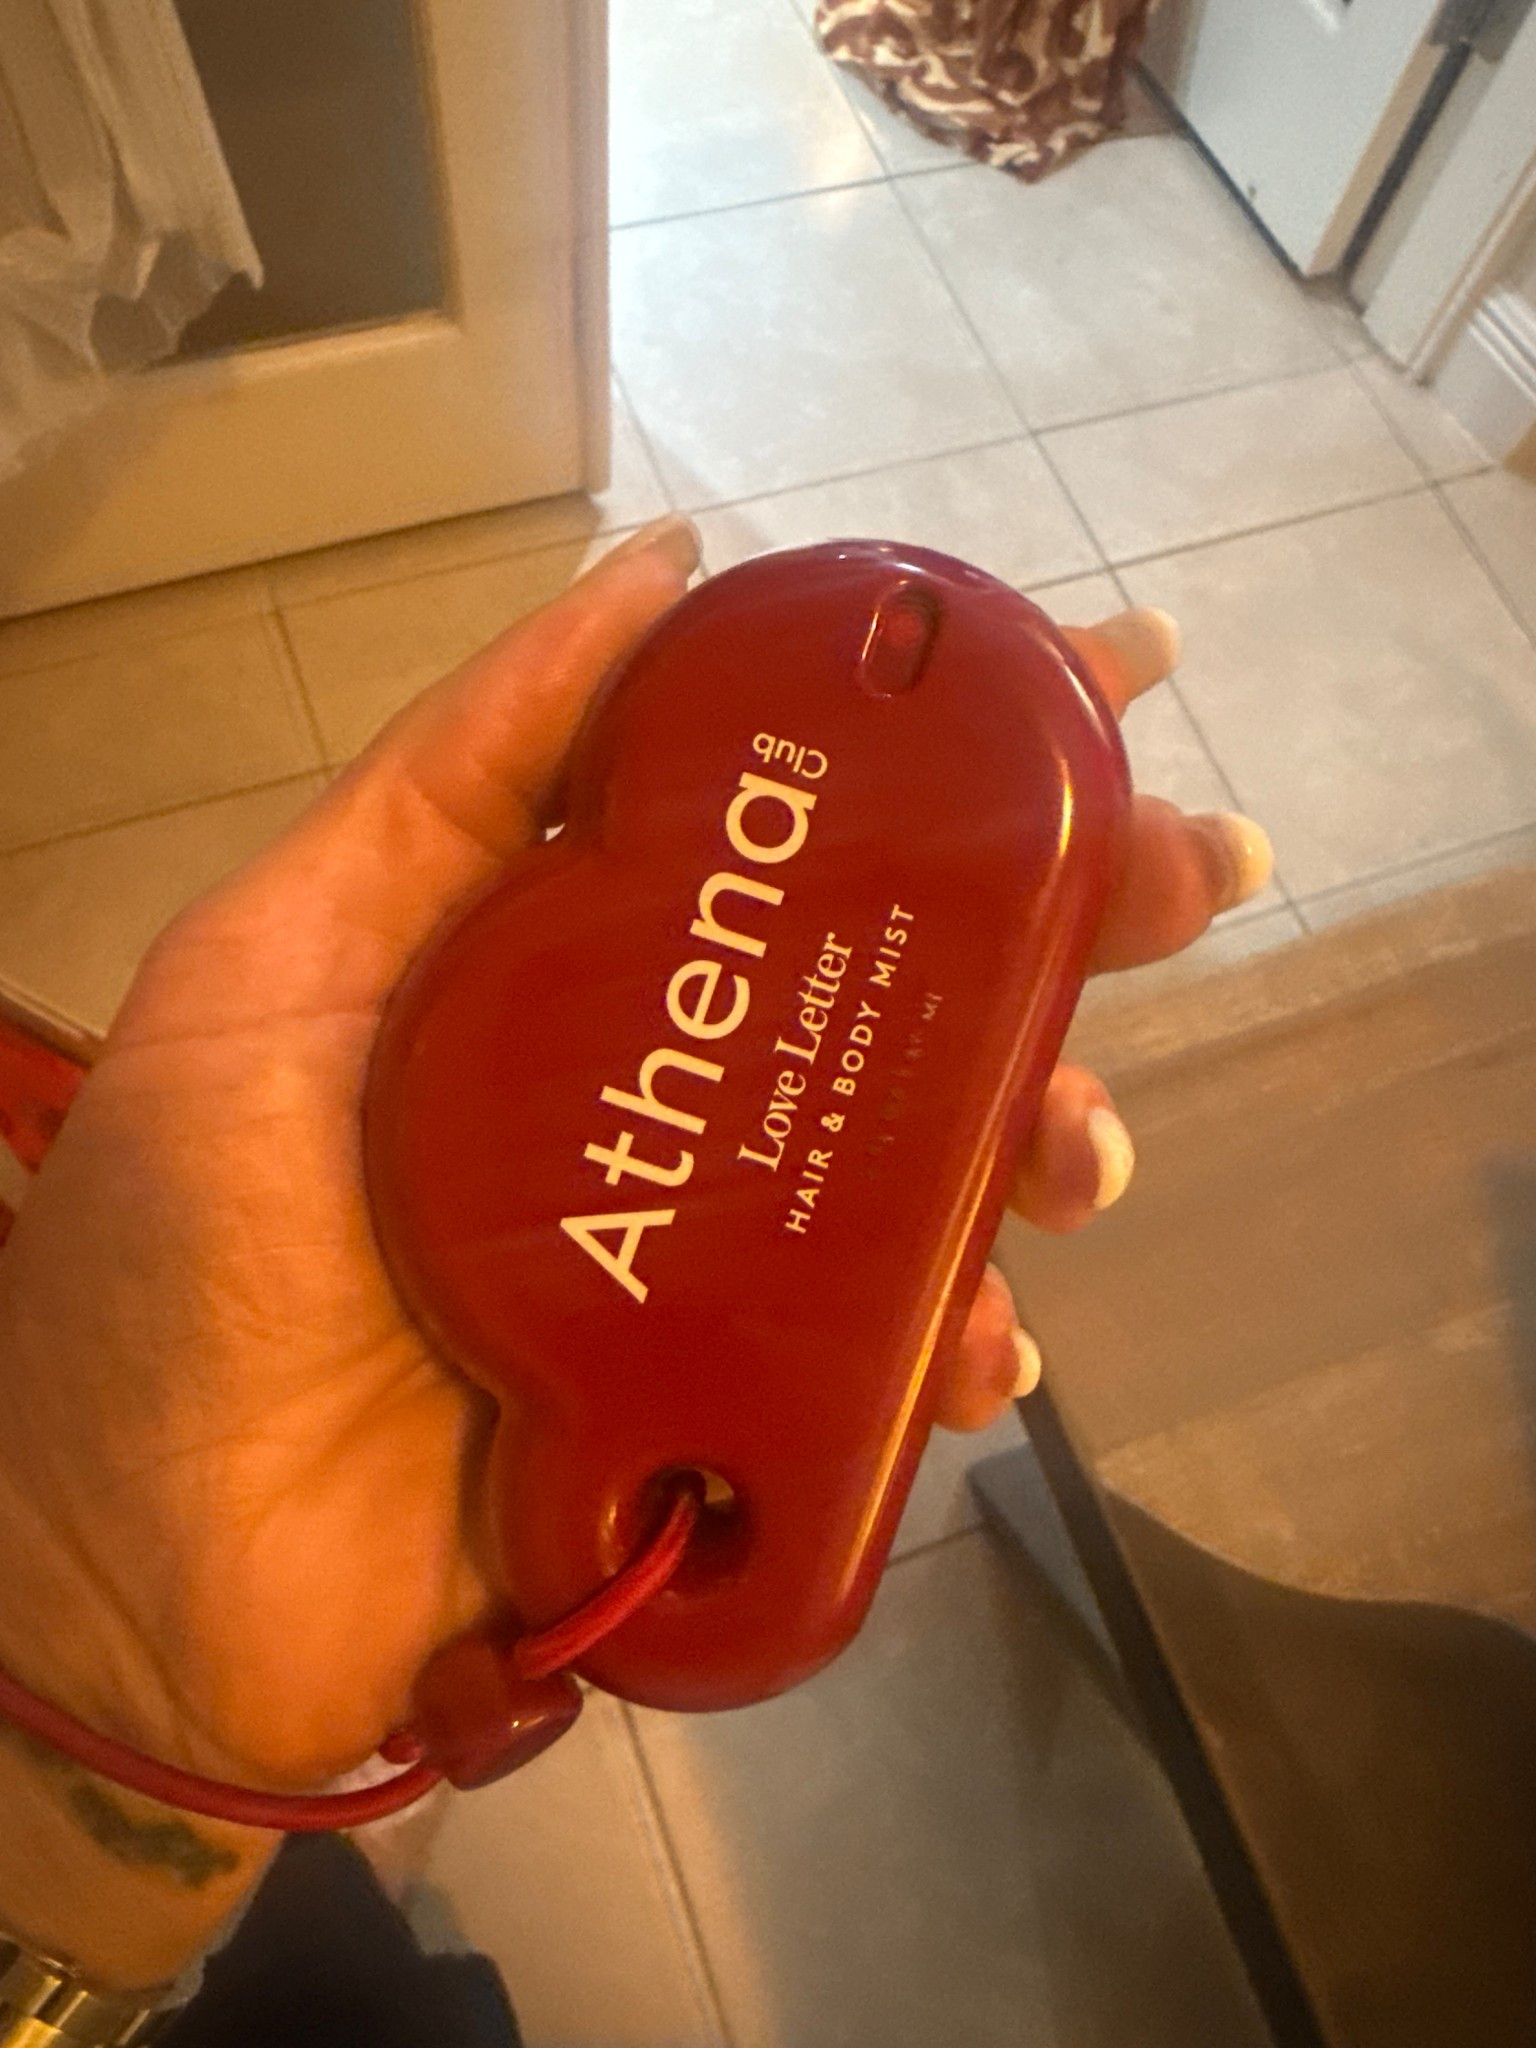 Athena
Club
Love Letter
HAIR & BODY MIST